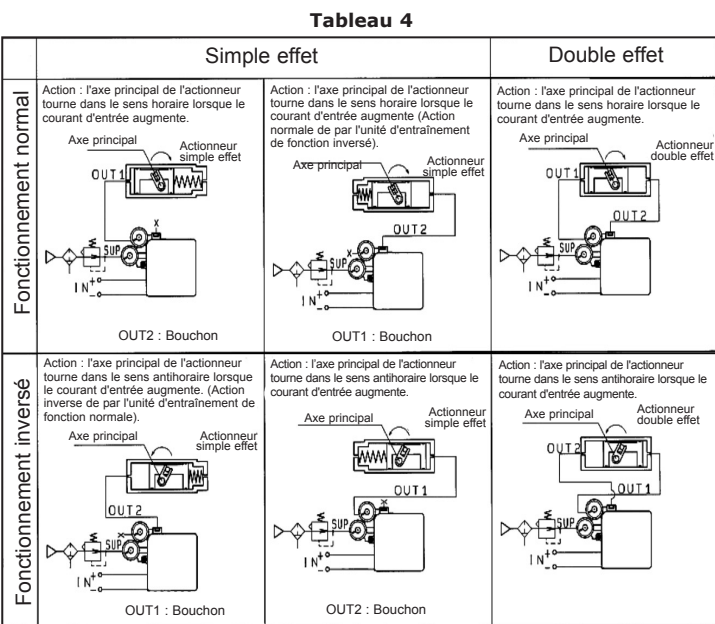 Tableau 4
Simple effet
Double effet
Fonctionnement normal
Action : l'axe principal de l'actionneur
tourne dans le sens horaire lorsque le
courant d'entrée augmente.
Axe principal
Actionneur
simple effet
OUT1
X
SUP
IN
+
-
OUT2 : Bouchon
Action : l'axe principal de l'actionneur
tourne dans le sens horaire lorsque le
courant d'entrée augmente (Action
normale de par l'unité d'entraînement
de fonction inversé).
Axe principal
Actionneur
simple effet
OUT2
X
SUP
IN
+
-
OUT1 : Bouchon
Action : l'axe principal de l'actionneur
tourne dans le sens horaire lorsque le
courant d'entrée augmente.
Axe principal
Actionneur
double effet
OUT1
OUT2
SUP
IN
+
-
Fonctionnement inversé
Action : l'axe principal de l'actionneur
tourne dans le sens antihoraire lorsque
le courant d'entrée augmente. (Action
inverse de par l'unité d'entraînement de
fonction normale).
Axe principal
Actionneur
simple effet
OUT2
X
SUP
IN
+
-
OUT1 : Bouchon
Action : l'axe principal de l'actionneur
tourne dans le sens antihoraire lorsque le
courant d'entrée augmente.
Axe principal
Actionneur
simple effet
OUT1
X
SUP
IN
+
-
OUT2 : Bouchon
Action : l'axe principal de l'actionneur
tourne dans le sens antihoraire lorsque le
courant d'entrée augmente.
Axe principal
Actionneur
double effet
OUT2
OUT1
SUP
IN
+
-